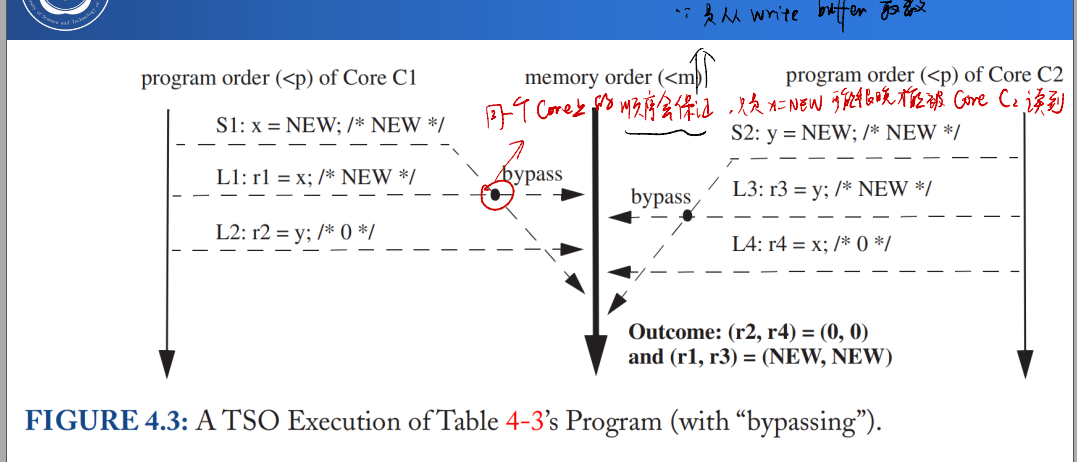 ∵ 是从 write buffer 取数
program order (<p) of Core C1
memory order (<m)
program order (<p) of Core C2
同一个Core上的顺序会保证,只是x=NEW可能很晚才能被Core C2读到
S1: x = NEW; /* NEW */
S2: y = NEW; /* NEW */
L1: r1 = x; /* NEW */
bypass
L3: r3 = y; /* NEW */
bypass
L2: r2 = y; /* 0 */
L4: r4 = x; /* 0 */
Outcome: (r2, r4) = (0, 0)
and (r1, r3) = (NEW, NEW)
FIGURE 4.3: A TSO Execution of Table 4-3's Program (with “bypassing”).